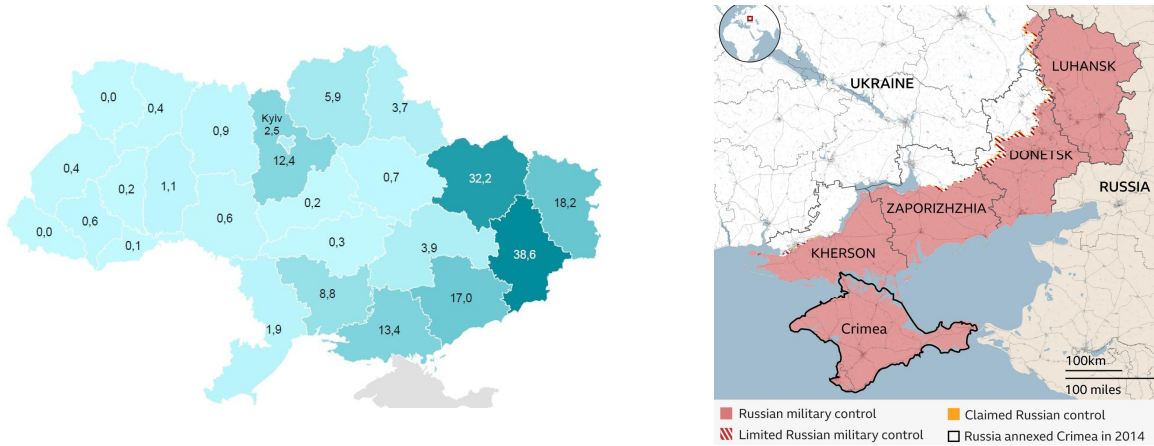 0,0
0,4
0,9
Kyiv
2,5
12,4
5,9
3,7
0,4
0,2
1,1
0,6
0,7
32,2
18,2
0,0
0,6
0,1
0,2
0,3
3,9
38,6
8,8
17,0
1,9
13,4
UKRAINE
LUHANSK
DONETSK
RUSSIA
ZAPORIZHZHIA
KHERSON
Crimea
100km
100 miles
Russian military control
Claimed Russian control
Limited Russian military control
Russia annexed Crimea in 2014